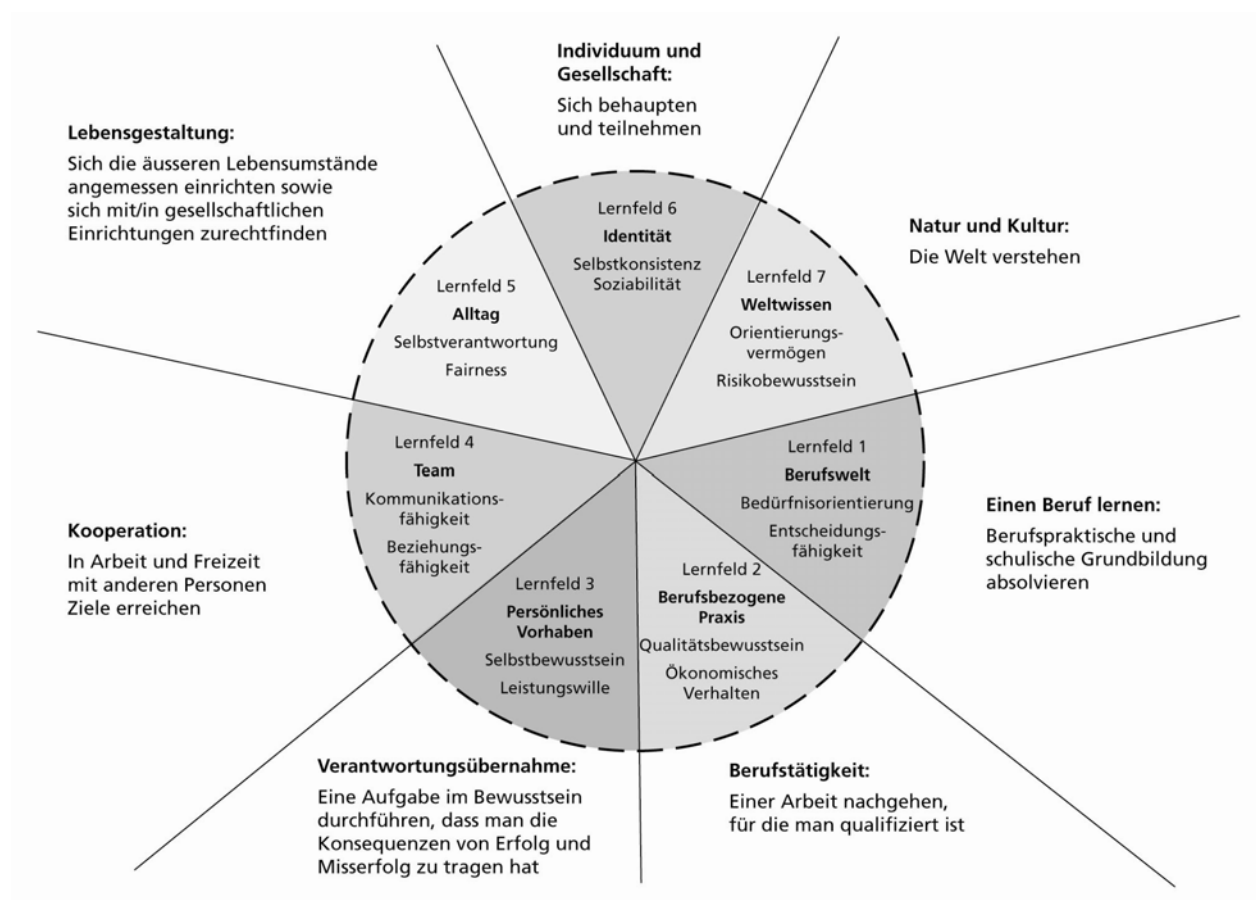 Individuum und
Gesellschaft:
Sich behaupten
und teilnehmen
Lebensgestaltung:
Sich die äusseren Lebensumstände
angemessen einrichten sowie
sich mit/in gesellschaftlichen
Einrichtungen zurechtfinden
Natur und Kultur:
Die Welt verstehen
Lernfeld 6
Identität
Selbstkonsistenz
Soziabilität
Lernfeld 7
Weltwissen
Orientierungs-
vermögen
Risikobewusstsein
Lernfeld 5
Alltag
Selbstverantwortung
Fairness
Lernfeld 4
Team
Kommunikations-
fähigkeit
Beziehungs-
fähigkeit
Lernfeld 1
Berufswelt
Bedürfnisorientierung
Entscheidungs-
fähigkeit
Lernfeld 3
Persönliches
Vorhaben
Selbstbewusstsein
Leistungswille
Lernfeld 2
Berufsbezogene
Praxis
Qualitätsbewusstsein
Ökonomisches
Verhalten
Kooperation:
In Arbeit und Freizeit
mit anderen Personen
Ziele erreichen
Einen Beruf lernen:
Berufspraktische und
schulische Grundbildung
absolvieren
Verantwortungsübernahme:
Eine Aufgabe im Bewusstsein
durchführen, dass man die
Konsequenzen von Erfolg und
Misserfolg zu tragen hat
Berufstätigkeit:
Einer Arbeit nachgehen,
für die man qualifiziert ist